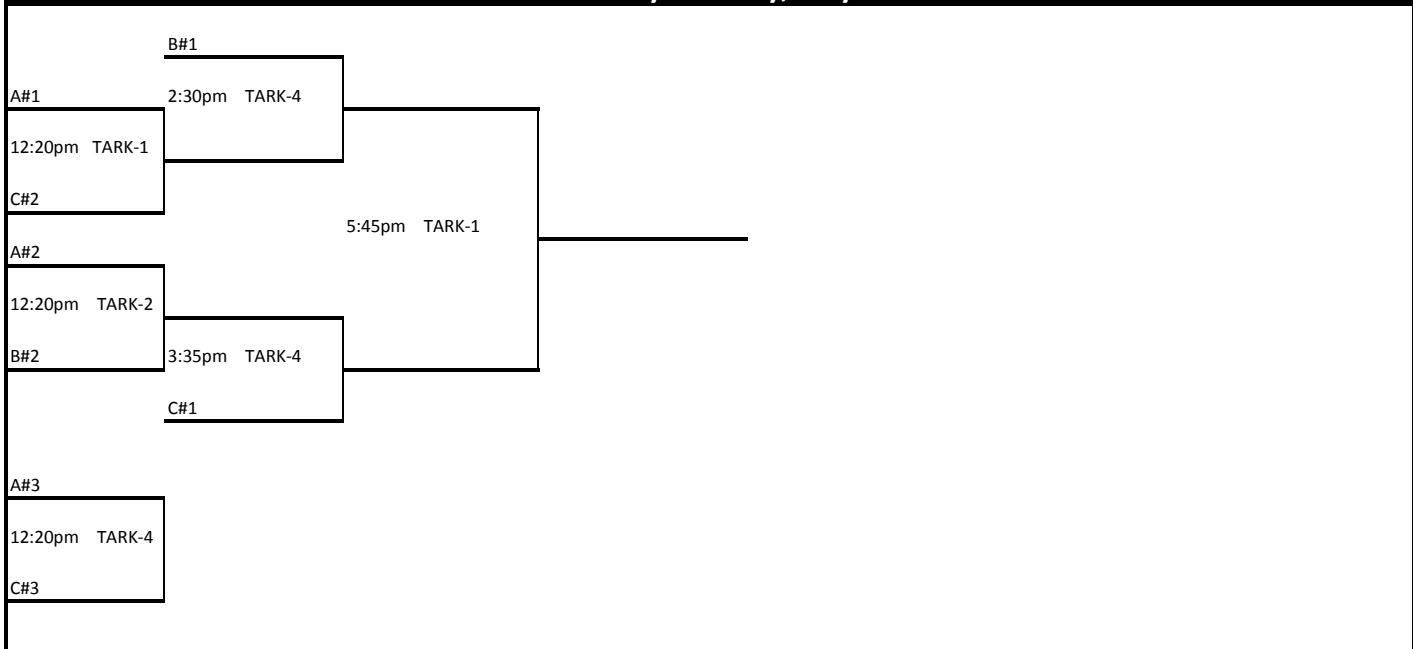 B#1
A#1
2:30pm TARK-4
12:20pm TARK-1
C#2
5:45pm TARK-1
A#2
12:20pm TARK-2
B#2
3:35pm TARK-4
C#1
A#3
12:20pm TARK-4
C#3